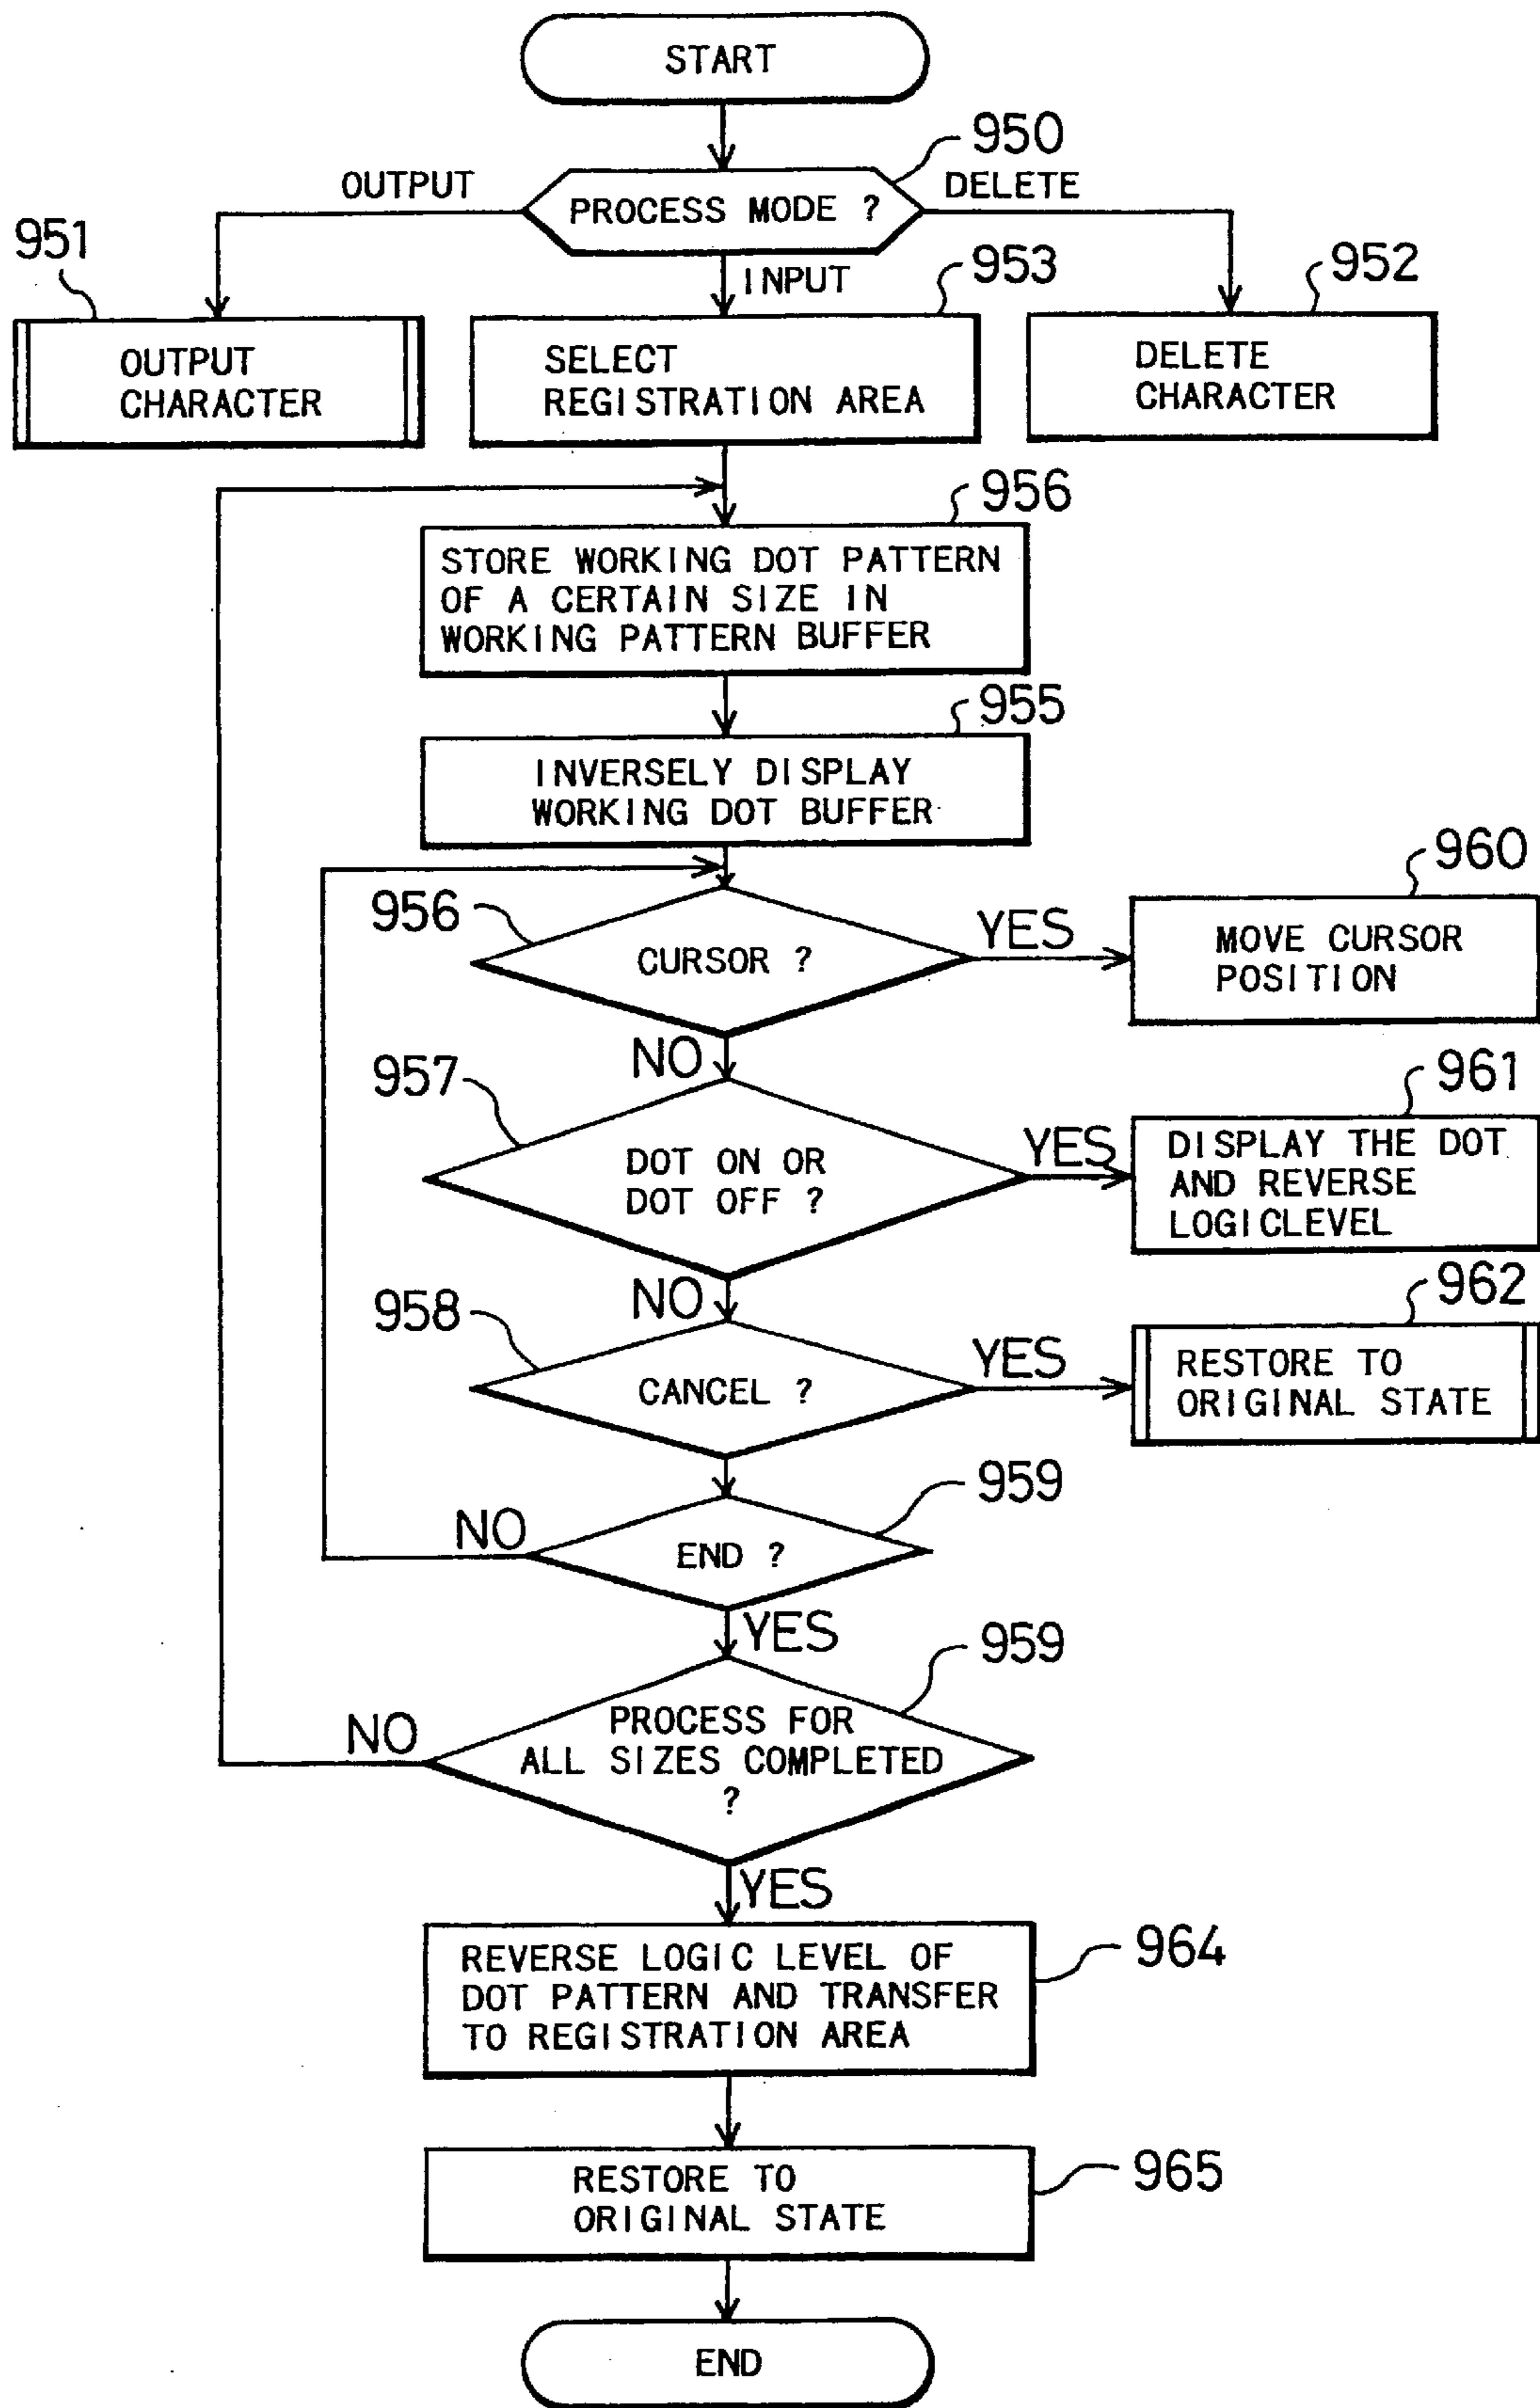 START
950
OUTPUT
DELETE
PROCESS MODE ?
951
INPUT
953
952
OUTPUT
CHARACTER
SELECT
REGISTRATION AREA
DELETE
CHARACTER
956
STORE WORKING DOT PATTERN
OF A CERTAIN SIZE IN
WORKING PATTERN BUFFER
955
INVERSELY DISPLAY
WORKING DOT BUFFER
956
CURSOR ?
YES
960
MOVE CURSOR
POSITION
NO
957
DOT ON OR
DOT OFF ?
YES
961
DISPLAY THE DOT
AND REVERSE
LOGICLEVEL
NO
958
CANCEL ?
YES
962
RESTORE TO
ORIGINAL STATE
959
NO
END ?
YES
959
NO
PROCESS FOR
ALL SIZES COMPLETED
?
YES
964
REVERSE LOGIC LEVEL OF
DOT PATTERN AND TRANSFER
TO REGISTRATION AREA
965
RESTORE TO
ORIGINAL STATE
END